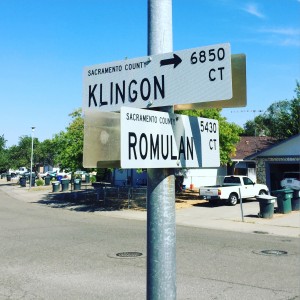 SACRAMENTO COUNTY → 6850
KLINGON CT
SACRAMENTO COUNTY 5430
ROMULAN CT